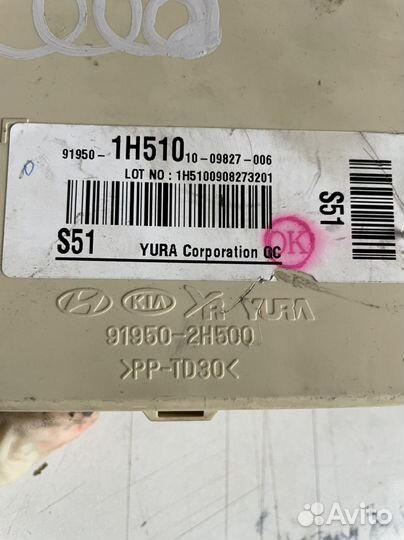 91950- 1H510 10-09827-006
LOT NO : 1H5100908273201
S51
S51
YURA Corporation QC
OK
KIA YURA
91950-2H500
>PP-TD30<
Avito